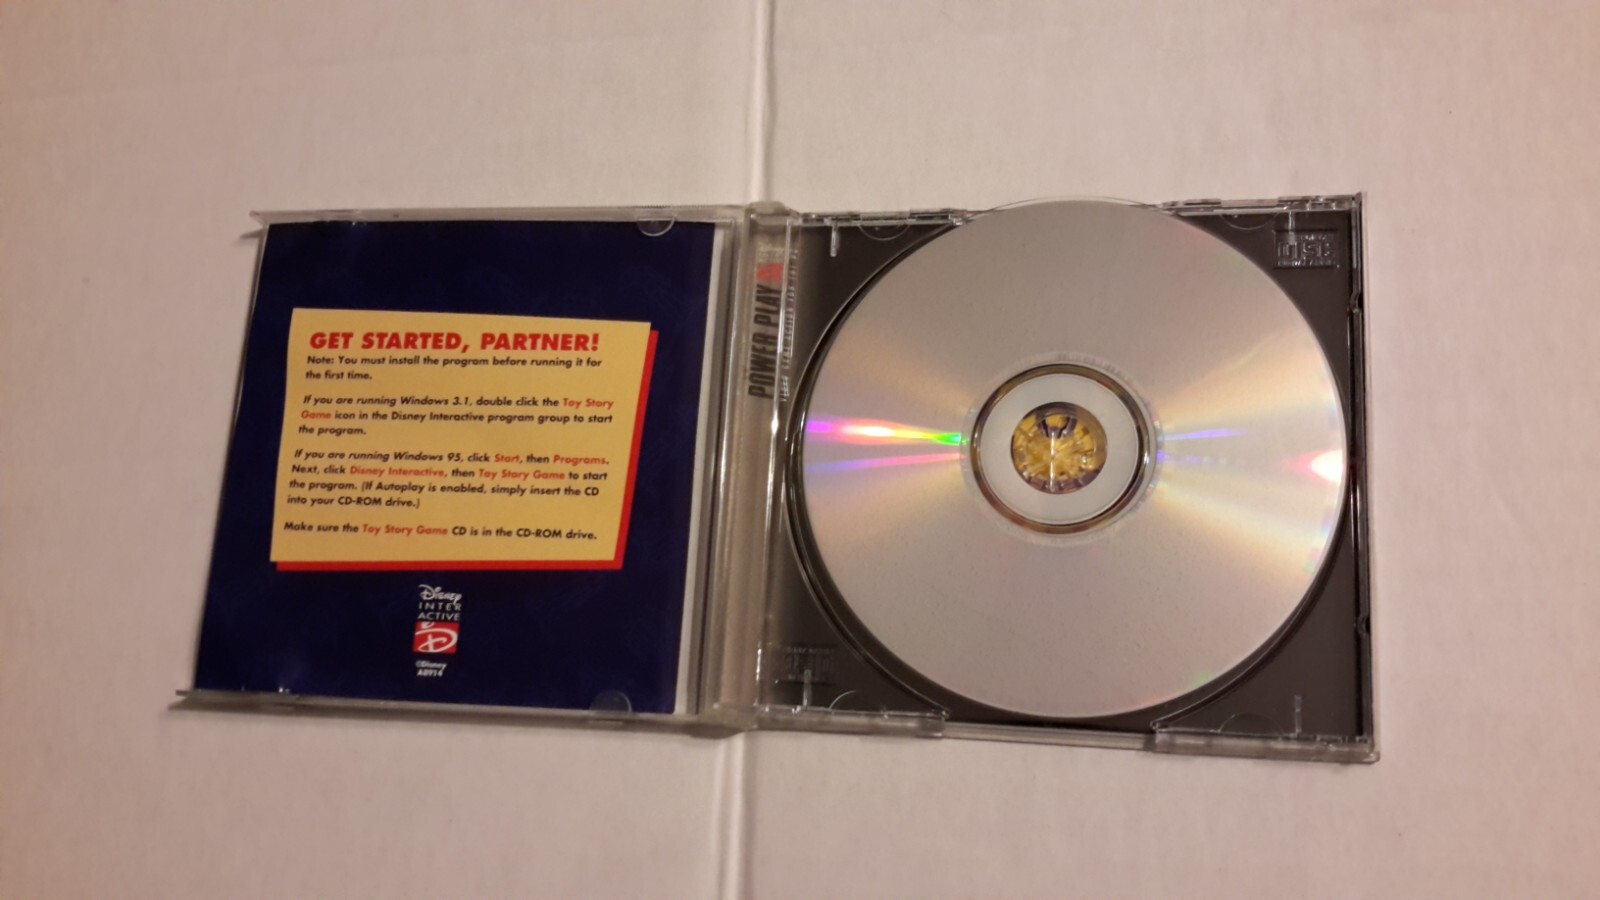 GET STARTED, PARTNER!
Note: You must install the program before running it for
the first time.
If you are running Windows 3.1, double click the Toy Story
Game icon in the Disney Interactive program group to start
the program.
If you are running Windows 95, click Start, then Programs.
Next, click Disney Interactive, then Toy Story Game to start
the program. (If Autoplay is enabled, simply insert the CD
into your CD-ROM drive.)
Make sure the Toy Story Game CD is in the CD-ROM drive.
Disney
INTER
ACTIVE
D
©Disney
A8914
POWER PLAY